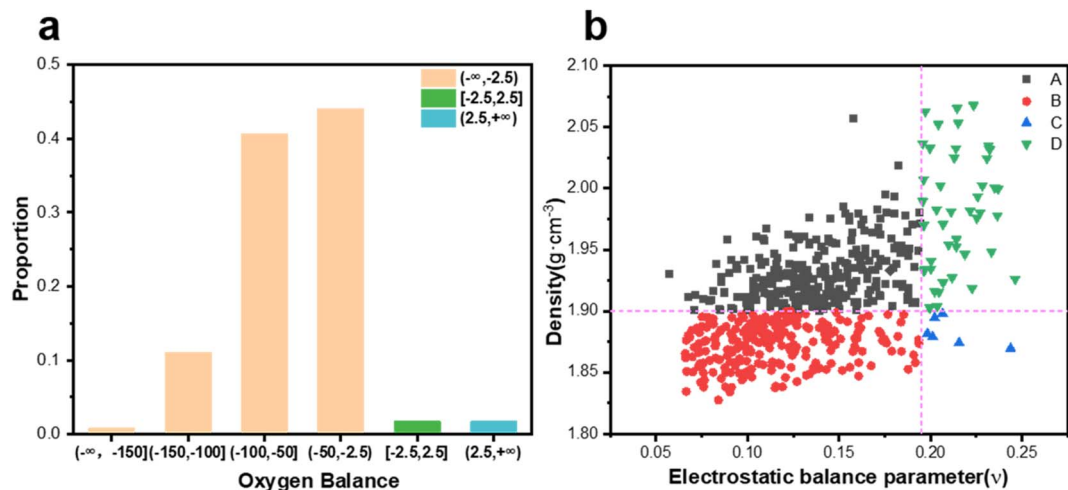 a
0.5
0.4
0.3
0.2
0.1
0.0
Proportion
(-∞,-2.5)
[-2.5,2.5]
(2.5,+∞)
(-∞, -150]
(-150,-100]
(-100,-50]
(-50,-2.5)
[-2.5,2.5]
(2.5,+∞)
Oxygen Balance
b
2.10
2.05
2.00
1.95
1.90
1.85
1.80
Density(g·cm⁻³)
A
B
C
D
0.05
0.10
0.15
0.20
0.25
Electrostatic balance parameter(ν)